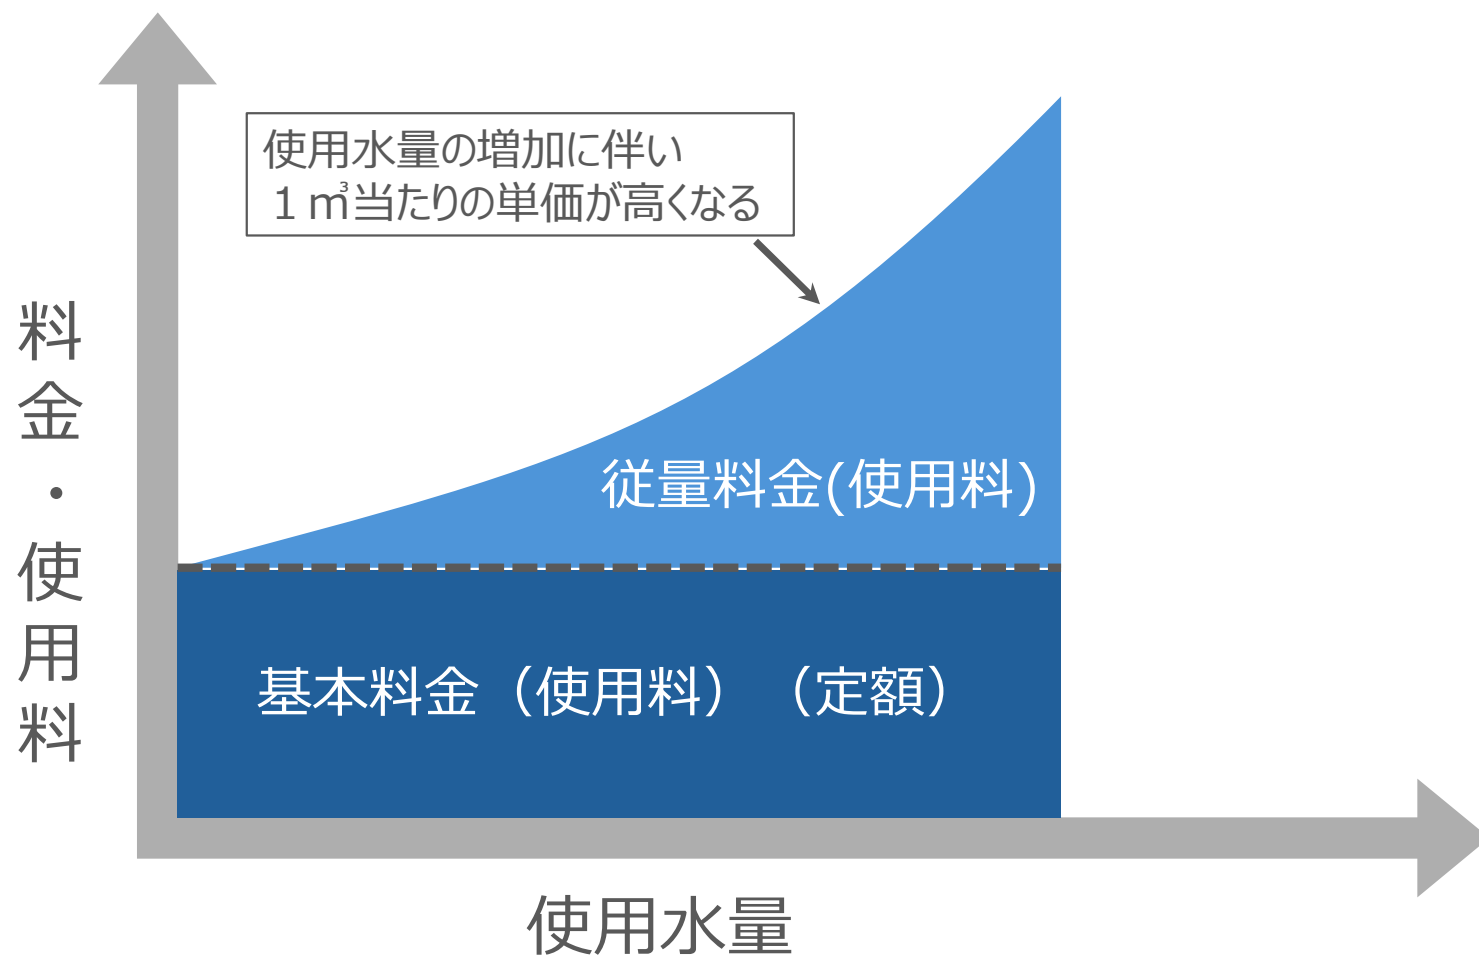 使用水量の増加に伴い
１㎥当たりの単価が高くなる
料金・使用料
従量料金(使用料)
基本料金（使用料）（定額）
使用水量